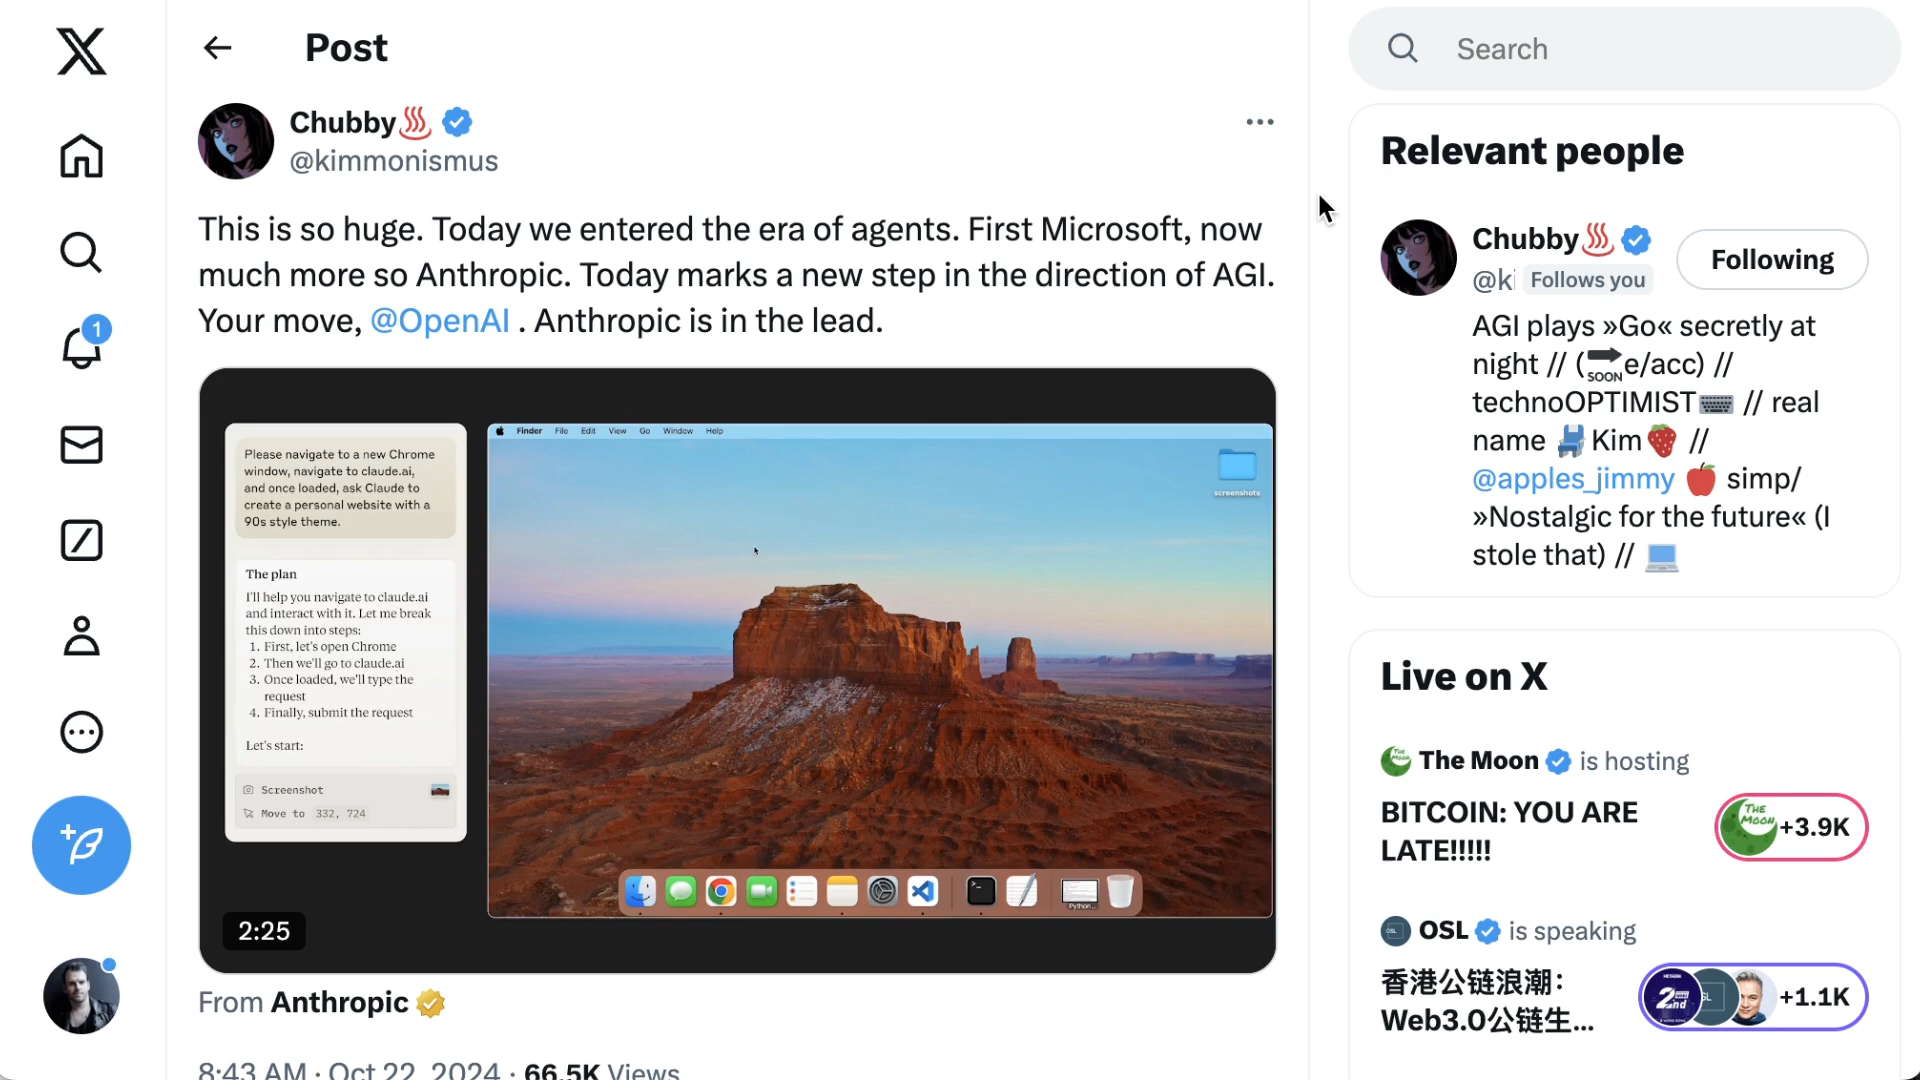 Post
Search
Chubby♨️
@kimmonismus
This is so huge. Today we entered the era of agents. First Microsoft, now
much more so Anthropic. Today marks a new step in the direction of AGI.
Your move, @OpenAI . Anthropic is in the lead.
Finder File Edit View Go Window Help
screenshots
Please navigate to a new Chrome
window, navigate to claude.ai,
and once loaded, ask Claude to
create a personal website with a
90s style theme.
The plan
I'll help you navigate to claude.ai
and interact with it. Let me break
this down into steps:
1. First, let's open Chrome
2. Then we'll go to claude.ai
3. Once loaded, we'll type the
request
4. Finally, submit the request
Let's start:
Screenshot
Move to 332, 724
Python...
2:25
From Anthropic
8:43 AM · Oct 22, 2024 · 66.5K Views
1
Relevant people
Chubby♨️
@ki
Follows you
Following
AGI plays »Go« secretly at
night // (🔜e/acc) //
technoOPTIMIST⌨️ // real
name 💺Kim🍓 //
@apples_jimmy 🍎 simp/
»Nostalgic for the future« (I
stole that) // 💻
Live on X
The Moon is hosting
BITCOIN: YOU ARE
LATE!!!!!
THE
MOON
+3.9K
OSL is speaking
香港公链浪潮：
Web3.0公链生...
2nd
+1.1K